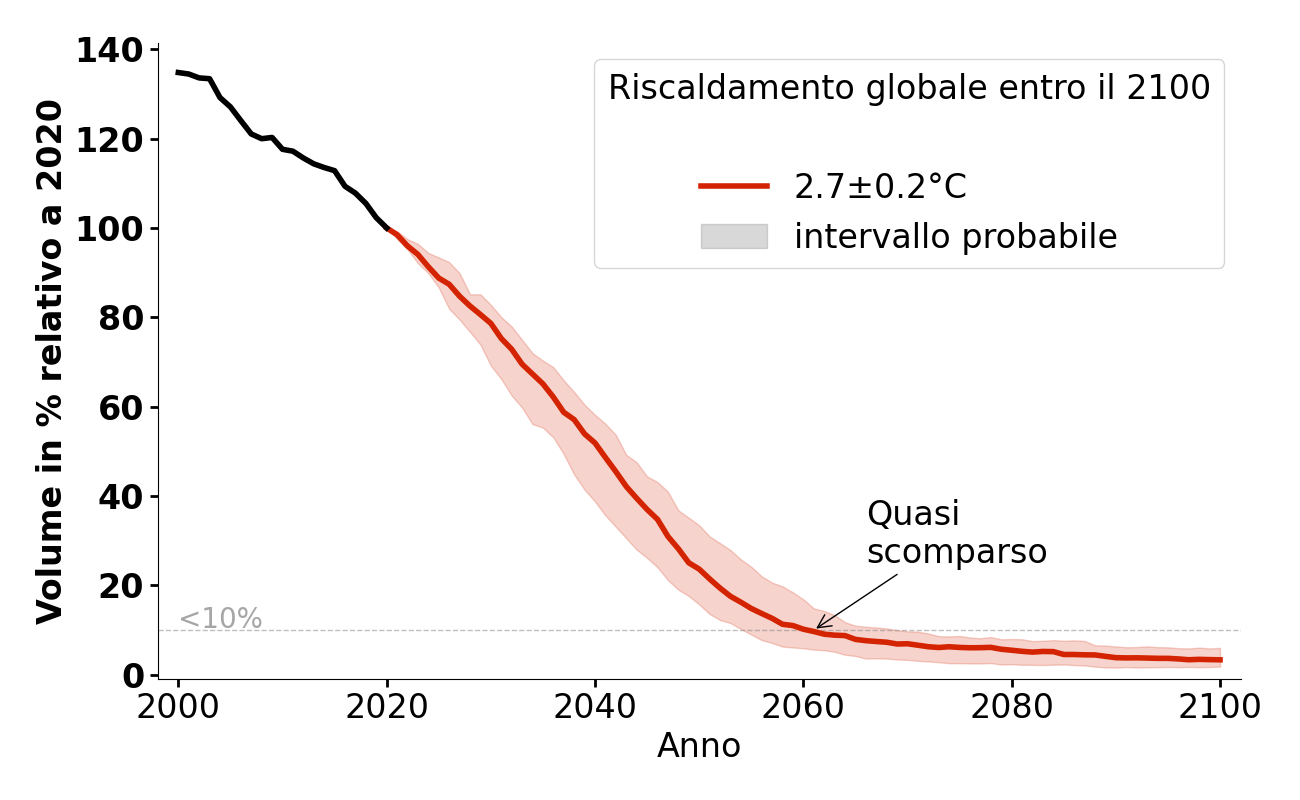 Volume in % relativo a 2020
140
120
100
80
60
40
20
0
Riscaldamento globale entro il 2100
2.7±0.2°C
intervallo probabile
Quasi
scomparso
<10%
2000 2020 2040 2060 2080 2100
Anno